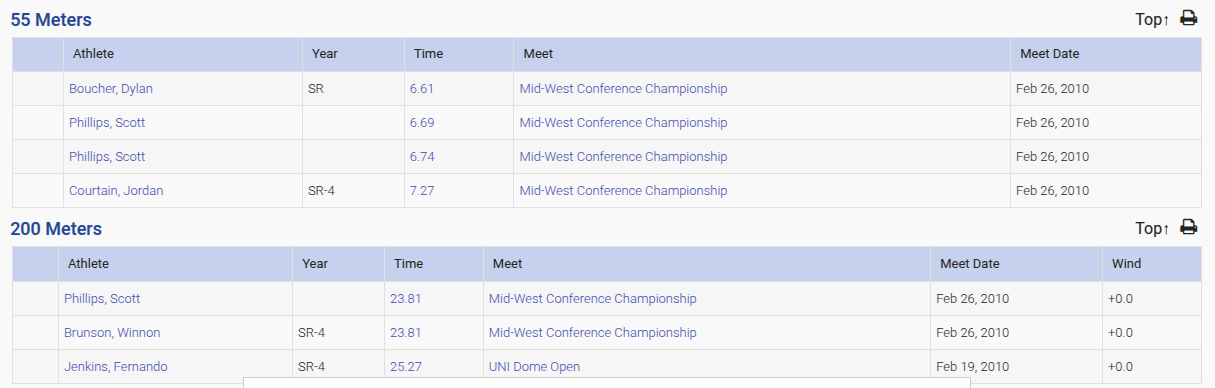 55 Meters Top↑
Athlete Year Time Meet Meet Date
Boucher, Dylan SR 6.61 Mid-West Conference Championship Feb 26, 2010
Phillips, Scott 6.69 Mid-West Conference Championship Feb 26, 2010
Phillips, Scott 6.74 Mid-West Conference Championship Feb 26, 2010
Courtain, Jordan SR-4 7.27 Mid-West Conference Championship Feb 26, 2010
200 Meters Top↑
Athlete Year Time Meet Meet Date Wind
Phillips, Scott 23.81 Mid-West Conference Championship Feb 26, 2010 +0.0
Brunson, Winnon SR-4 23.81 Mid-West Conference Championship Feb 26, 2010 +0.0
Jenkins, Fernando SR-4 25.27 UNI Dome Open Feb 19, 2010 +0.0